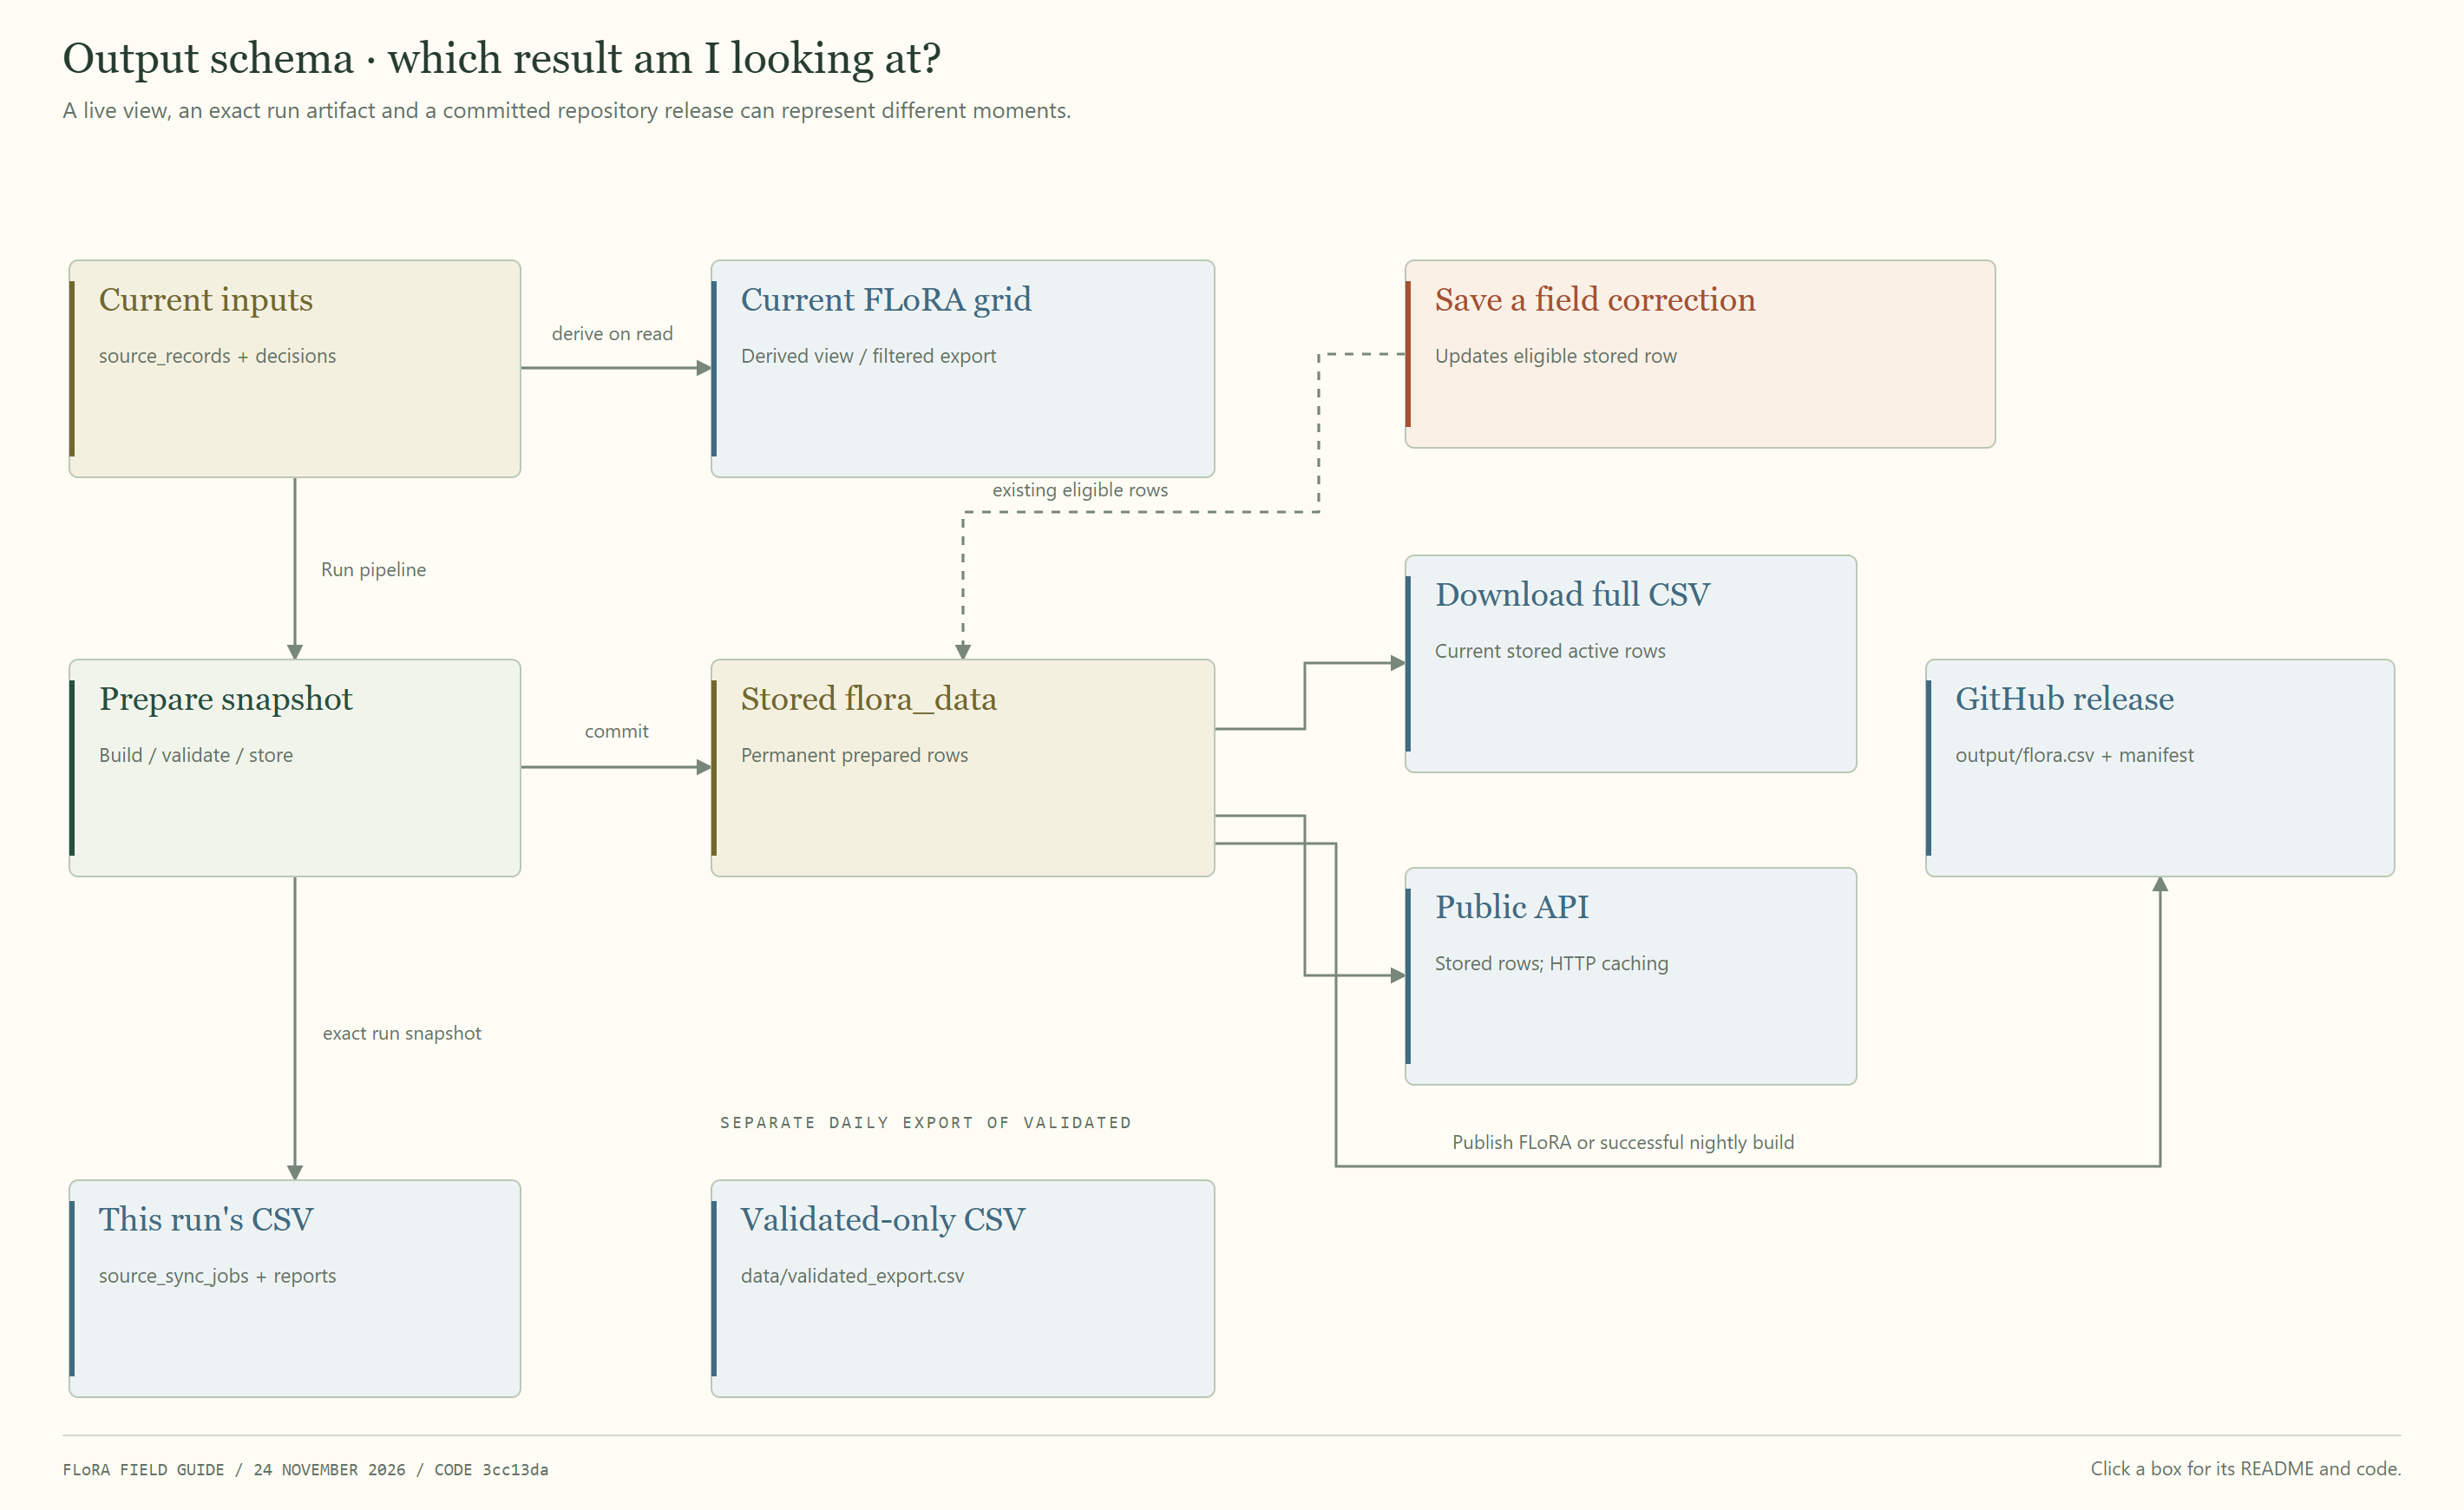 Output schema · which result am I looking at?
A live view, an exact run artifact and a committed repository release can represent different moments.
Current inputs
source_records + decisions
derive on read
Current FLoRA grid
Derived view / filtered export
Save a field correction
Updates eligible stored row
existing eligible rows
Run pipeline
Download full CSV
Current stored active rows
Prepare snapshot
Build / validate / store
commit
Stored flora_data
Permanent prepared rows
GitHub release
output/flora.csv + manifest
Public API
Stored rows; HTTP caching
exact run snapshot
SEPARATE DAILY EXPORT OF VALIDATED
Publish FLoRA or successful nightly build
This run's CSV
source_sync_jobs + reports
Validated-only CSV
data/validated_export.csv
FLoRA FIELD GUIDE / 24 NOVEMBER 2026 / CODE 3cc13da
Click a box for its README and code.